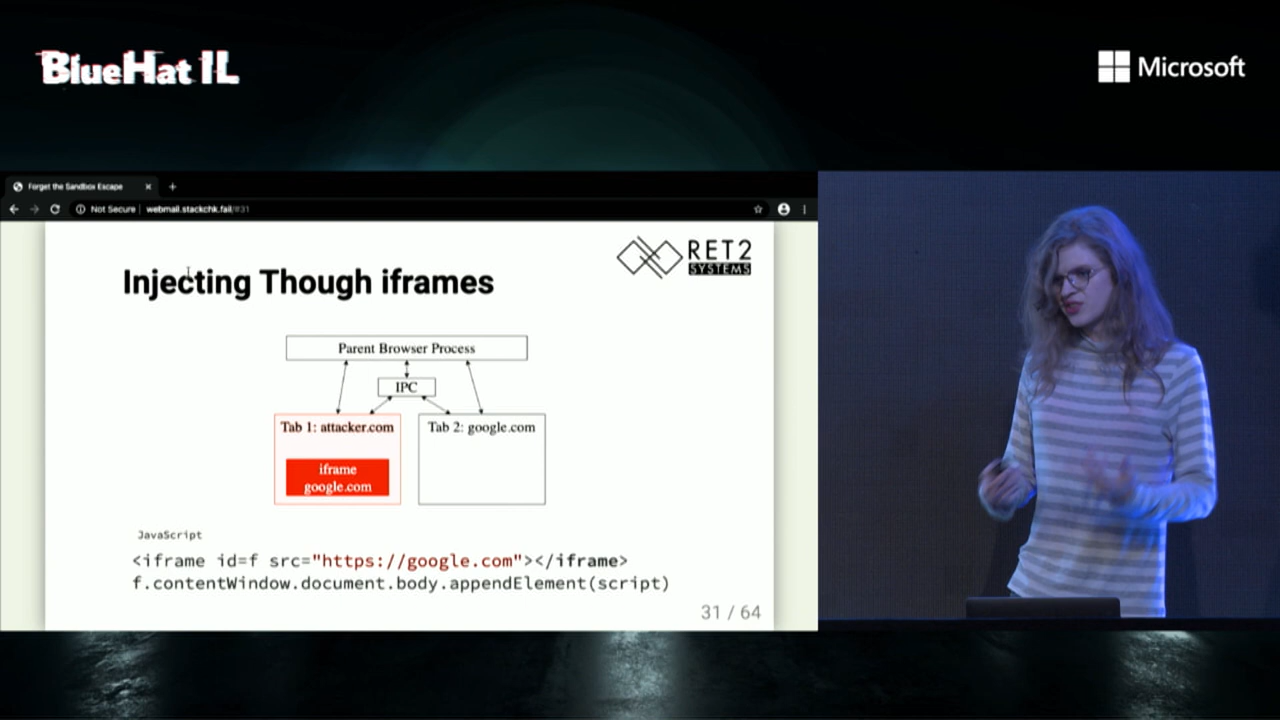 BlueHat IL
Microsoft
Forget the Sandbox Escape
Not Secure | webmail.stackchk.fail/#31
RET2
SYSTEMS
Injecting Though iframes
Parent Browser Process
IPC
Tab 1: attacker.com
Tab 2: google.com
iframe
google.com
JavaScript
<iframe id=f src="https://google.com"></iframe>
f.contentWindow.document.body.appendElement(script)
31 / 64